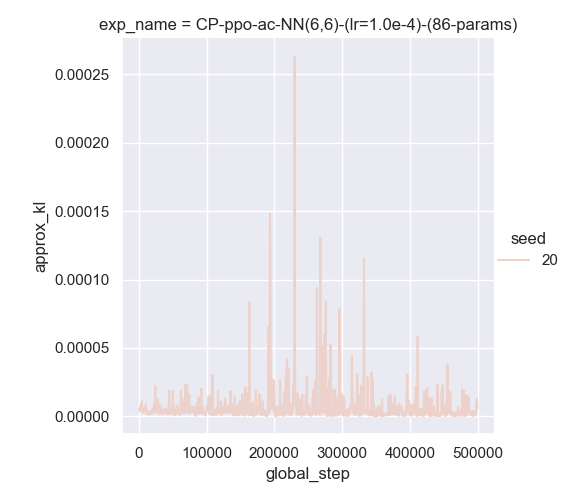 exp_name = CP-ppo-ac-NN(6,6)-(lr=1.0e-4)-(86-params)
0.00025
0.00020
0.00015
0.00010
0.00005
0.00000
approx_kl
0 100000 200000 300000 400000 500000
global_step
seed
20